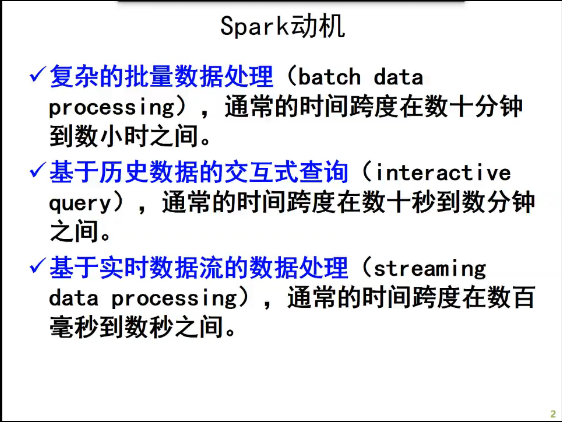 Spark动机
✓复杂的批量数据处理（batch data
processing），通常的时间跨度在数十分钟
到数小时之间。
✓基于历史数据的交互式查询（interactive
query），通常的时间跨度在数十秒到数分钟
之间。
✓基于实时数据流的数据处理（streaming
data processing），通常的时间跨度在数百
毫秒到数秒之间。
2